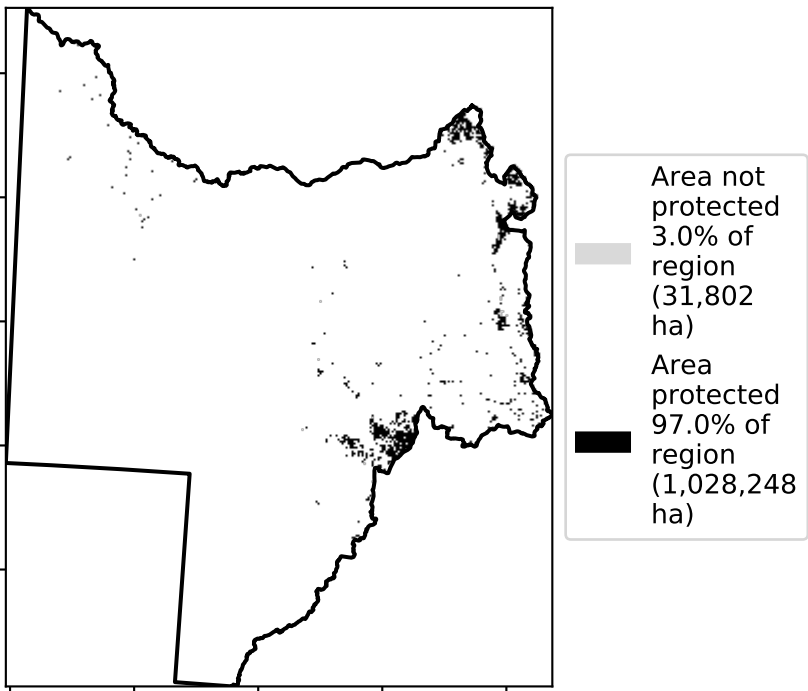 Area not
protected
3.0% of
region
(31,802
ha)
Area
protected
97.0% of
region
(1,028,248
ha)